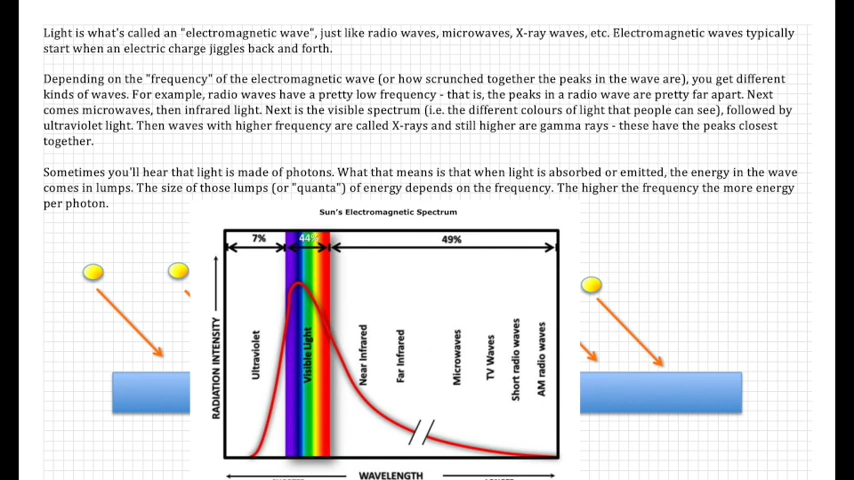 Light is what's called an "electromagnetic wave", just like radio waves, microwaves, X-ray waves, etc. Electromagnetic waves typically
start when an electric charge jiggles back and forth.
Depending on the "frequency" of the electromagnetic wave (or how scrunched together the peaks in the wave are), you get different
kinds of waves. For example, radio waves have a pretty low frequency - that is, the peaks in a radio wave are pretty far apart. Next
comes microwaves, then infrared light. Next is the visible spectrum (i.e. the different colours of light that people can see), followed by
ultraviolet light. Then waves with higher frequency are called X-rays and still higher are gamma rays - these have the peaks closest
together.
Sometimes you'll hear that light is made of photons. What that means is that when light is absorbed or emitted, the energy in the wave
comes in lumps. The size of those lumps (or "quanta") of energy depends on the frequency. The higher the frequency the more energy
per photon.
Sun's Electromagnetic Spectrum
7%
44%
49%
RADIATION INTENSITY
Ultraviolet
Visible Light
Near Infrared
Far Infrared
Microwaves
TV Waves
Short radio waves
AM radio waves
WAVELENGTH